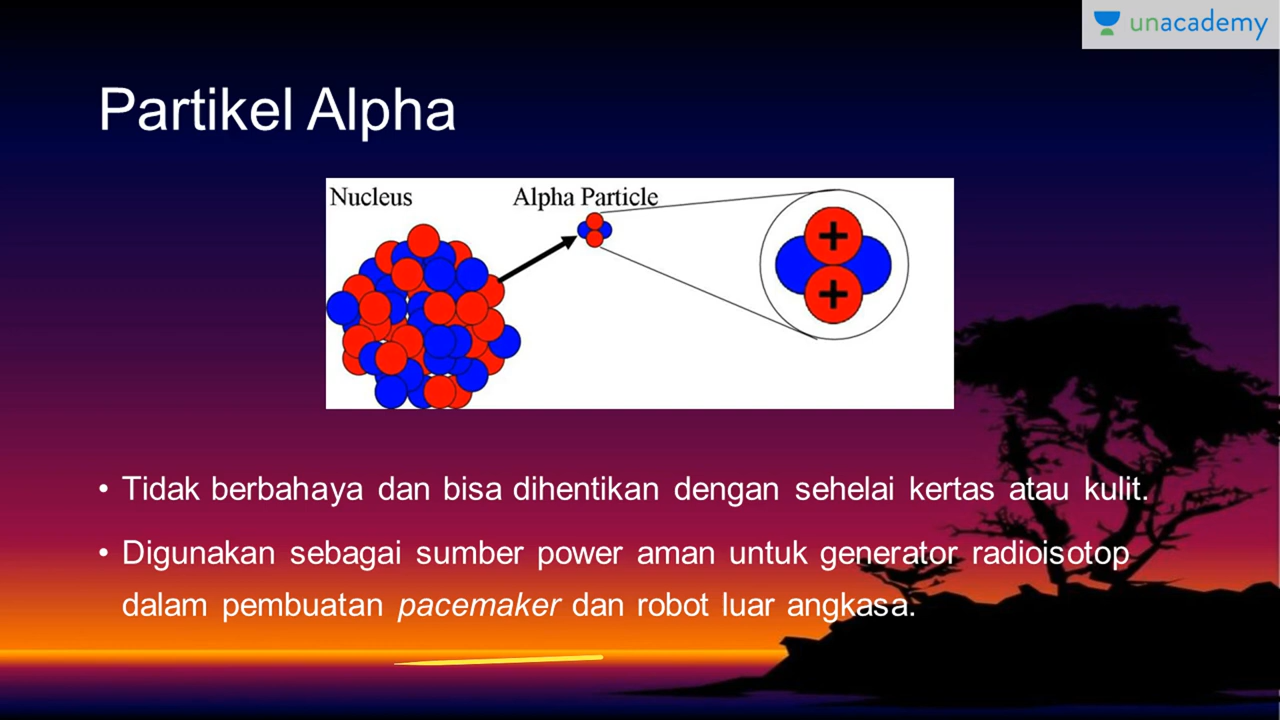 unacademy
Partikel Alpha
Nucleus
Alpha Particle
+
+
• Tidak berbahaya dan bisa dihentikan dengan sehelai kertas atau kulit.
• Digunakan sebagai sumber power aman untuk generator radioisotop
dalam pembuatan pacemaker dan robot luar angkasa.